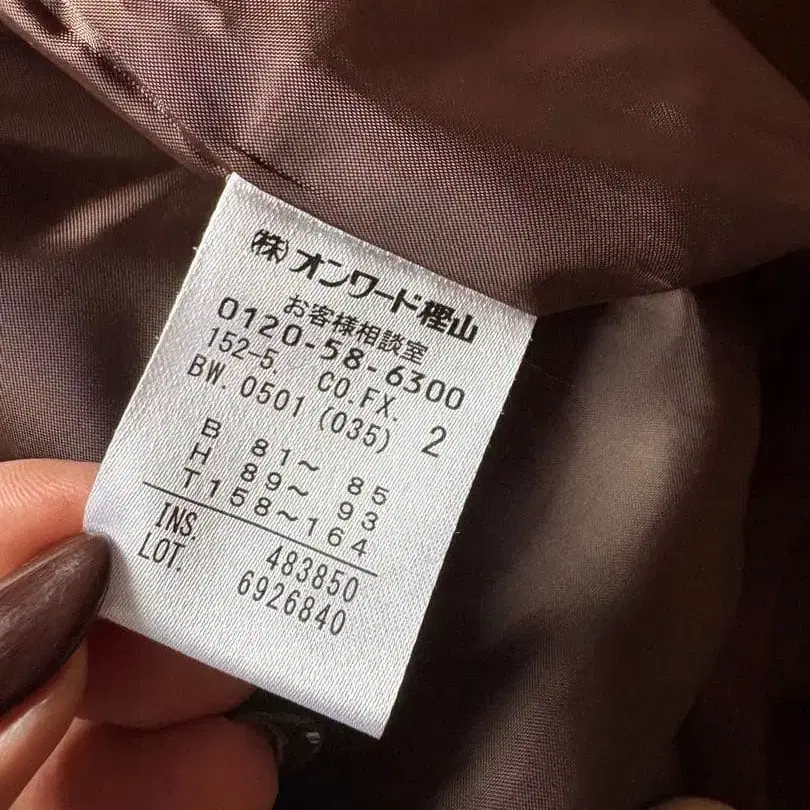 (株)オンワード樫山
お客様相談室
0120-58-6300
152-5. CO.FX.
BW.0501(035) 2
B 81~ 85
H 89~ 93
T158~164
INS. 483850
LOT. 6926840